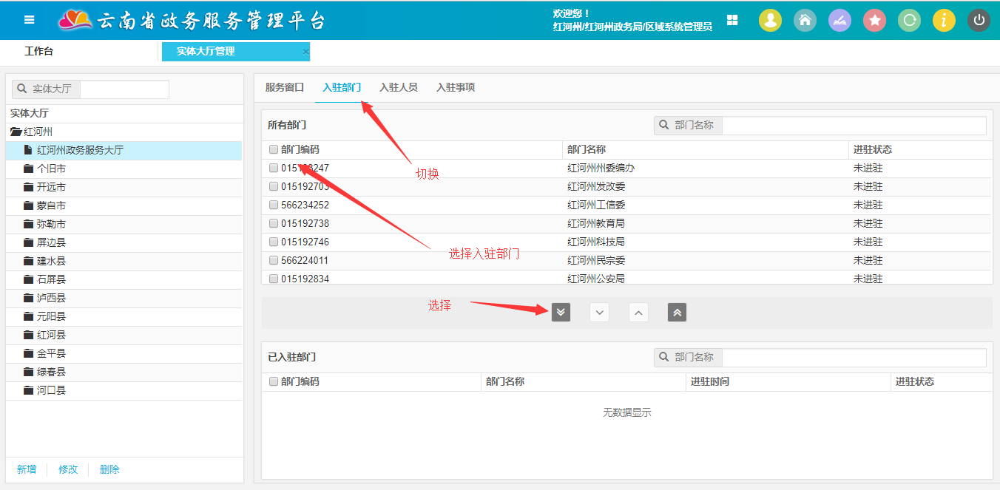 云南省政务服务管理平台
欢迎您！
红河州/红河州政务局/区域系统管理员
工作台
实体大厅管理 ×
实体大厅
实体大厅
红河州
红河州政务服务大厅
个旧市
开远市
蒙自市
弥勒市
屏边县
建水县
石屏县
泸西县
元阳县
红河县
金平县
绿春县
河口县
新增 修改 删除
服务窗口 入驻部门 入驻人员 入驻事项
所有部门 部门名称
部门编码 部门名称 进驻状态
红河州州委编办 未进驻
015192703 红河州发改委 未进驻
566234252 红河州工信委 未进驻
015192738 红河州教育局 未进驻
015192746 红河州科技局 未进驻
566224011 红河州民宗委 未进驻
015192834 红河州公安局 未进驻
切换
选择入驻部门
选择
已入驻部门 部门名称
部门编码 部门名称 进驻时间 进驻状态
无数据显示